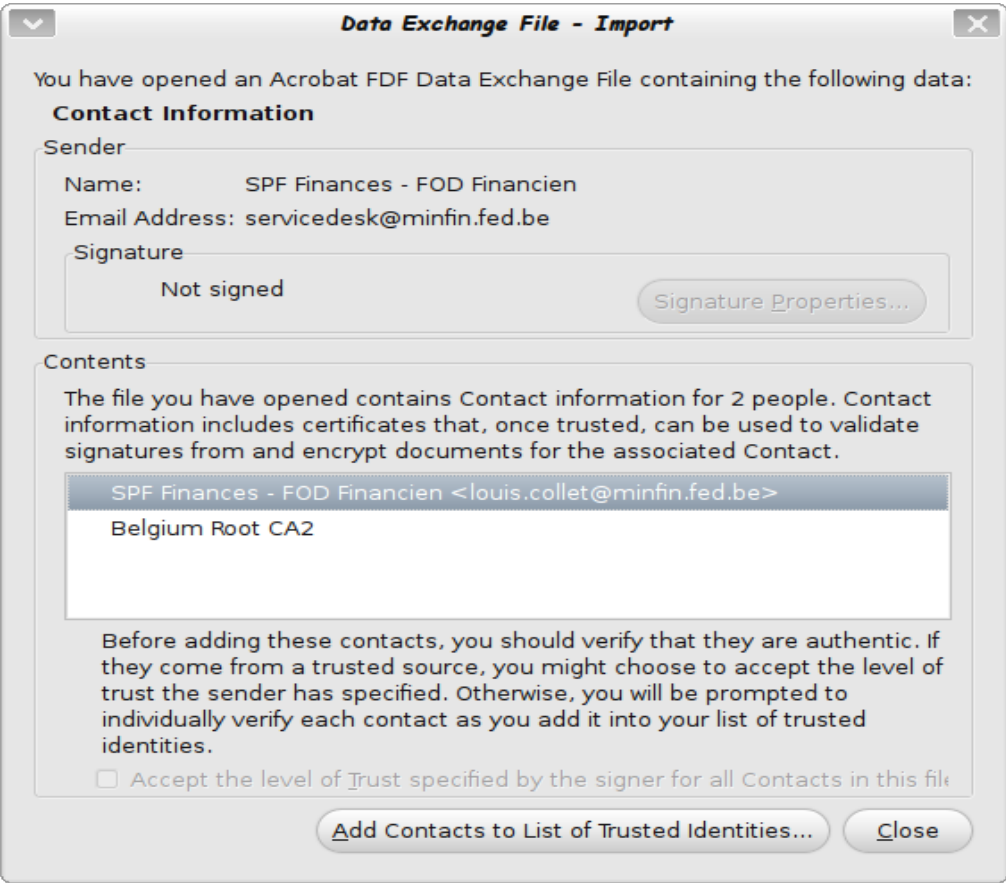 Data Exchange File - Import
You have opened an Acrobat FDF Data Exchange File containing the following data:
Contact Information
Sender
Name: SPF Finances - FOD Financien
Email Address: servicedesk@minfin.fed.be
Signature
Not signed
Signature Properties...
Contents
The file you have opened contains Contact information for 2 people. Contact
information includes certificates that, once trusted, can be used to validate
signatures from and encrypt documents for the associated Contact.
SPF Finances - FOD Financien <louis.collet@minfin.fed.be>
Belgium Root CA2
Before adding these contacts, you should verify that they are authentic. If
they come from a trusted source, you might choose to accept the level of
trust the sender has specified. Otherwise, you will be prompted to
individually verify each contact as you add it into your list of trusted
identities.
Accept the level of Trust specified by the signer for all Contacts in this file
Add Contacts to List of Trusted Identities...
Close